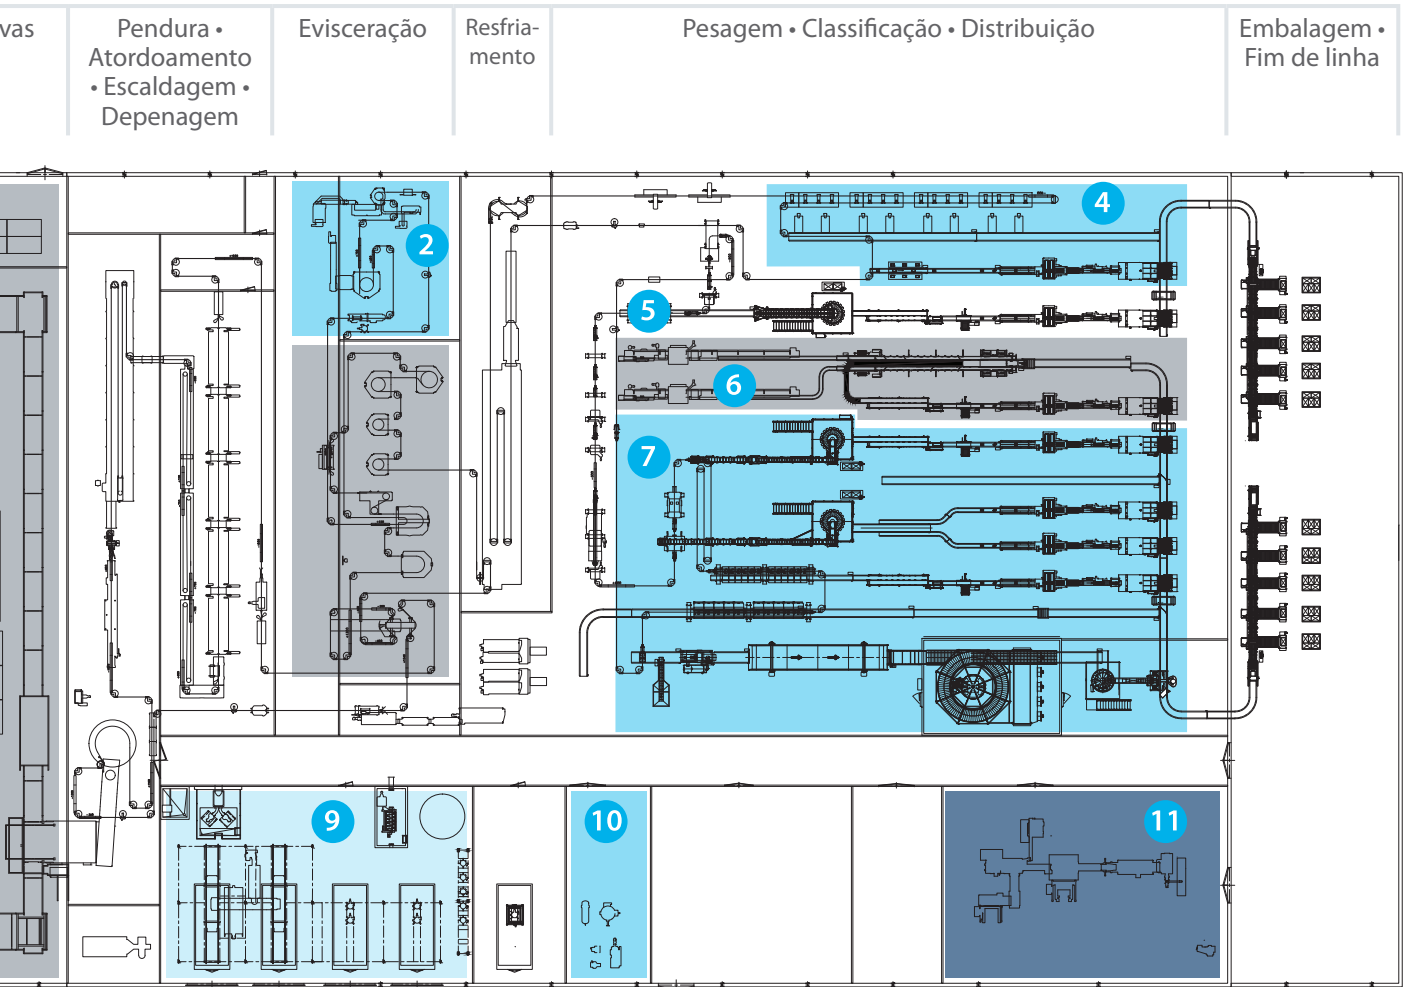 vas
Pendura •
Atordoamento
• Escaldagem •
Depenagem
Evisceração
Resfria-
mento
Pesagem • Classificação • Distribuição
Embalagem •
Fim de linha
2
4
5
6
7
9
10
11